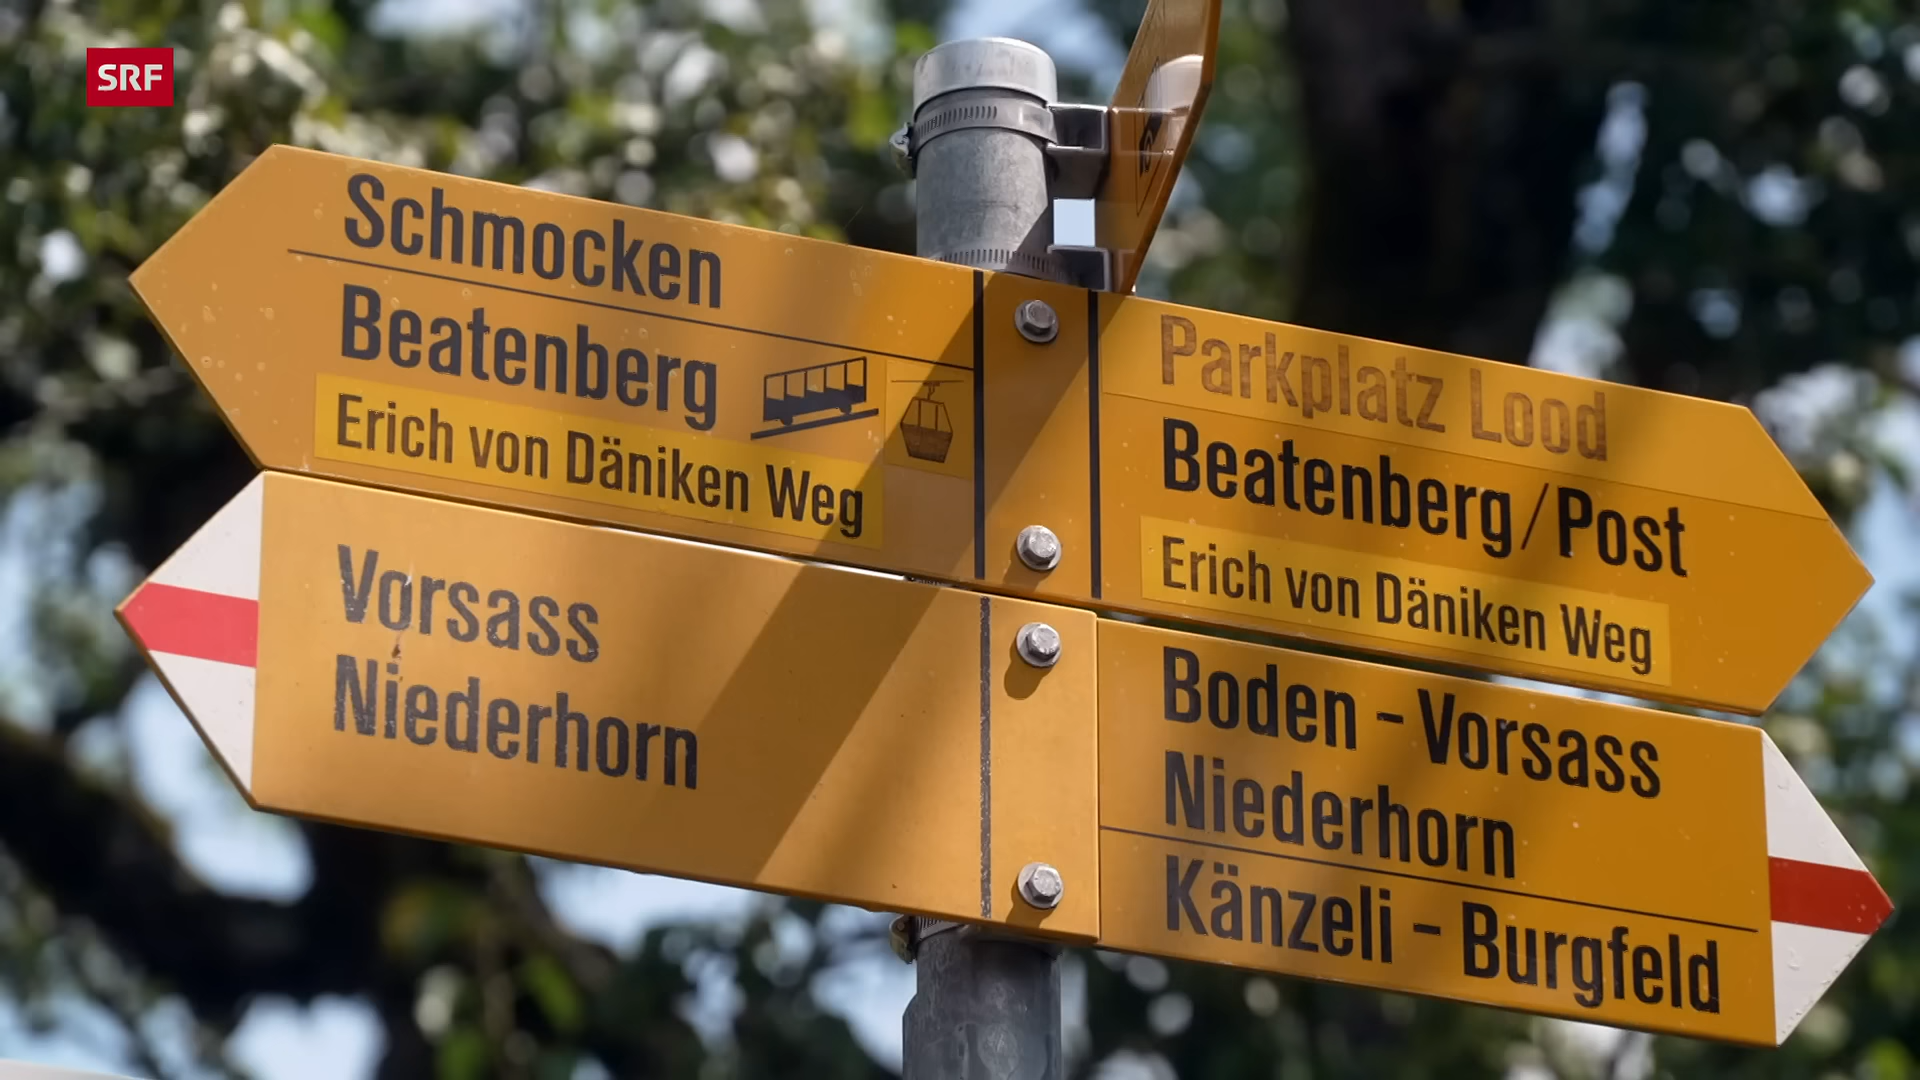 SRF
Schmocken
Beatenberg
Erich von Däniken Weg
Parkplatz Lood
Beatenberg/Post
Erich von Däniken Weg
Vorsass
Niederhorn
Boden - Vorsass
Niederhorn
Känzeli - Burgfeld